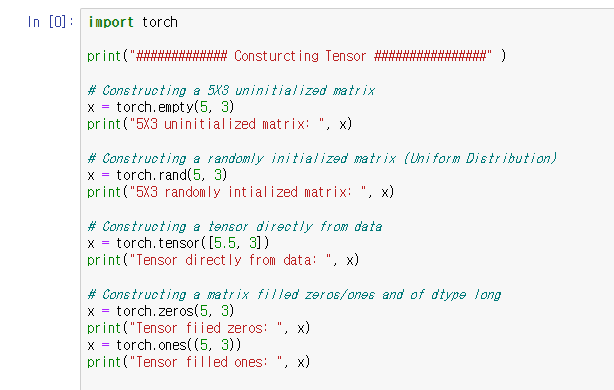 In [0]: import torch
print("############# Consturcting Tensor ################" )
# Constructing a 5X3 uninitialized matrix
x = torch.empty(5, 3)
print("5X3 uninitialized matrix: ", x)
# Constructing a randomly initialized matrix (Uniform Distribution)
x = torch.rand(5, 3)
print("5X3 randomly intialized matrix: ", x)
# Constructing a tensor directly from data
x = torch.tensor([5.5, 3])
print("Tensor directly from data: ", x)
# Constructing a matrix filled zeros/ones and of dtype long
x = torch.zeros(5, 3)
print("Tensor fiied zeros: ", x)
x = torch.ones((5, 3))
print("Tensor filled ones: ", x)